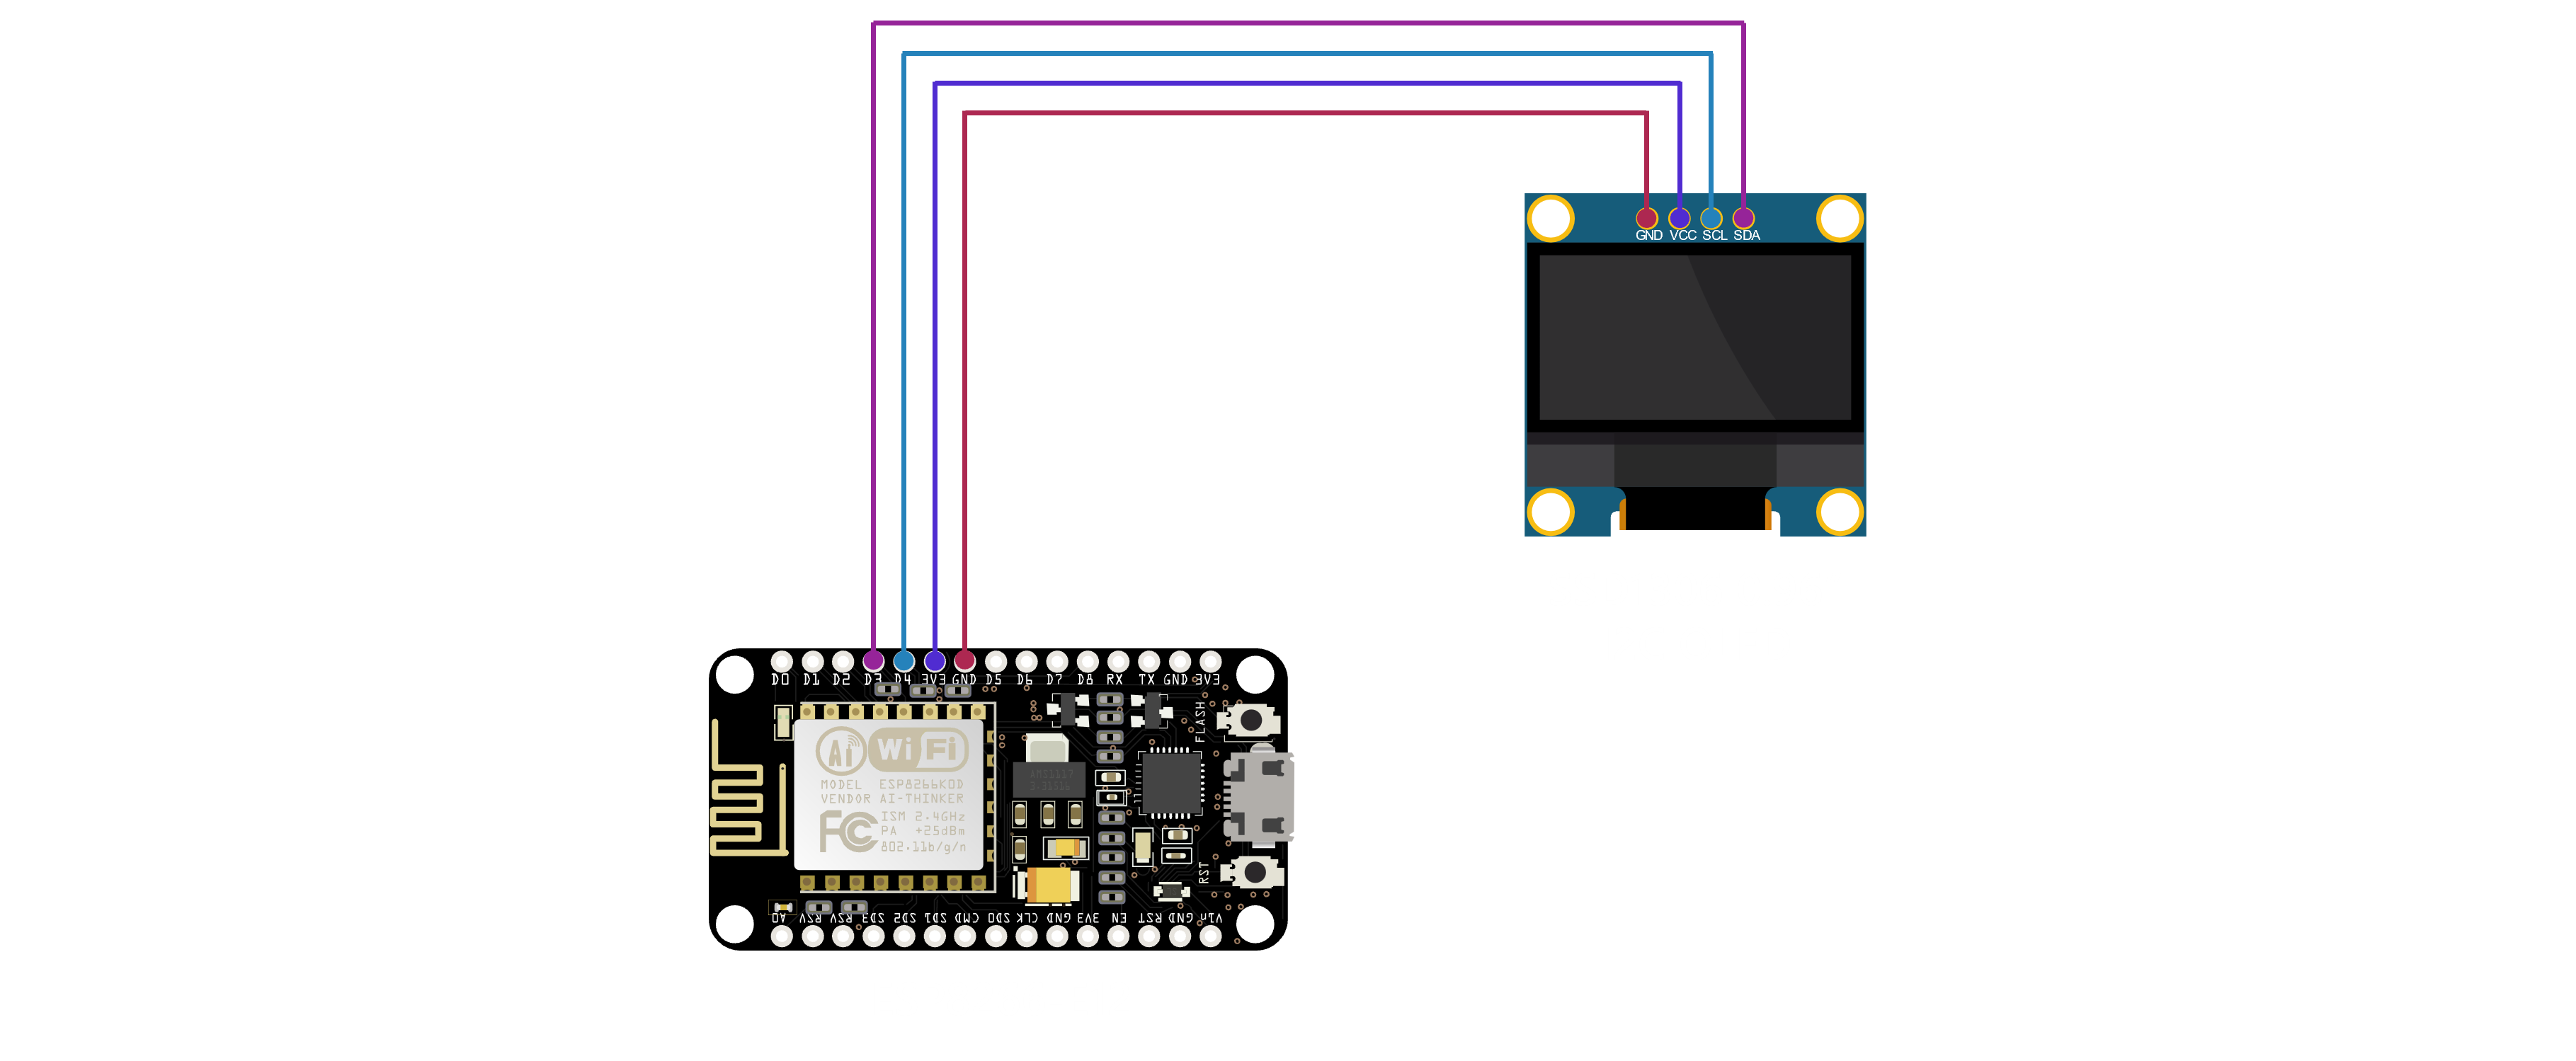 GND VCC SCL SDA
D0 D1 D2 D3 D4 3V3 GND D5 D6 D7 D8 RX TX GND 3V3
FLASH
Ai WiFi
MODEL ESP8266MOD
VENDOR AI-THINKER
FC ISM 2.4GHz
PA +25dBm
802.11b/g/n
AMS1117
RST
A0 RSV RSV SD3 SD2 SD1 CMD SD0 CLK GND 3V3 EN RST GND VIN